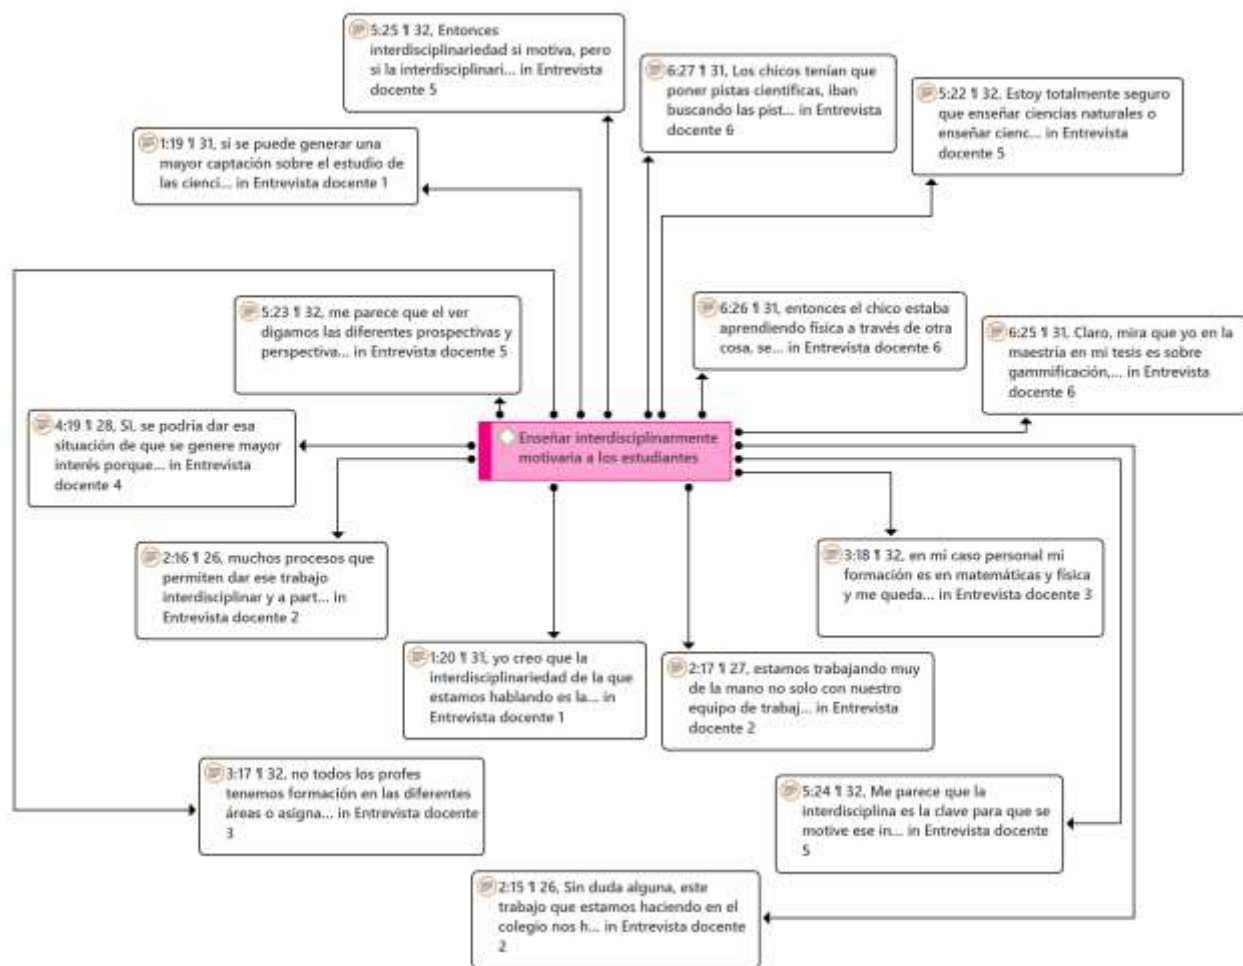 5:25 ¶ 32, Entonces
interdisciplinariedad si motiva, pero
si la interdisciplinari... in Entrevista
docente 5
6:27 ¶ 31, Los chicos tenían que
poner pistas científicas, iban
buscando las pist... in Entrevista
docente 6
5:22 ¶ 32, Estoy totalmente seguro
que enseñar ciencias naturales o
enseñar cienc... in Entrevista
docente 5
1:19 ¶ 31, si se puede generar una
mayor captación sobre el estudio de
las cienci... in Entrevista docente 1
5:23 ¶ 32, me parece que el ver
digamos las diferentes prospectivas y
perspectiva... in Entrevista docente 5
6:26 ¶ 31, entonces el chico estaba
aprendiendo física a través de otra
cosa, se... in Entrevista docente 6
6:25 ¶ 31, Claro, mira que yo en la
maestría en mi tesis es sobre
gammificación,... in Entrevista
docente 6
4:19 ¶ 28, Si, se podría dar esa
situación de que se genere mayor
interés porque... in Entrevista
docente 4
Enseñar interdisciplinarmente
motivaria a los estudiantes
2:16 ¶ 26, muchos procesos que
permiten dar ese trabajo
interdisciplinar y a part... in
Entrevista docente 2
3:18 ¶ 32, en mi caso personal mi
formación es en matemáticas y física
y me queda... in Entrevista docente 3
1:20 ¶ 31, yo creo que la
interdisciplinariedad de la que
estamos hablando es la... in
Entrevista docente 1
2:17 ¶ 27, estamos trabajando muy
de la mano no solo con nuestro
equipo de trabaj... in Entrevista
docente 2
3:17 ¶ 32, no todos los profes
tenemos formación en las diferentes
áreas o asigna... in Entrevista docente
3
5:24 ¶ 32, Me parece que la
interdisciplina es la clave para que se
motive ese in... in Entrevista docente
5
2:15 ¶ 26, Sin duda alguna, este
trabajo que estamos haciendo en el
colegio nos h... in Entrevista docente
2